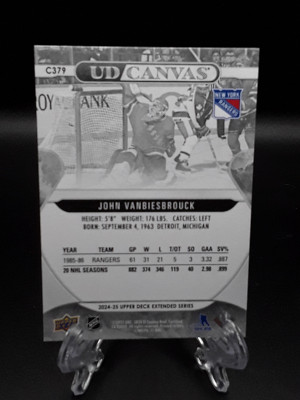 C379
UD CANVAS
NEW YORK
RANGERS
ROYAL BANK
JOHN VANBIESBROUCK
HEIGHT: 5'8" WEIGHT: 176 LBS. CATCHES: LEFT
BORN: SEPTEMBER 4, 1963 DETROIT, MICHIGAN
YEAR TEAM GP W L T/OT SO GAA SV%
1985-86 RANGERS 61 31 21 5 3 3.32 .887
20 NHL SEASONS 882 374 346 119 40 2.98 .899
2024-25 UPPER DECK EXTENDED SERIES